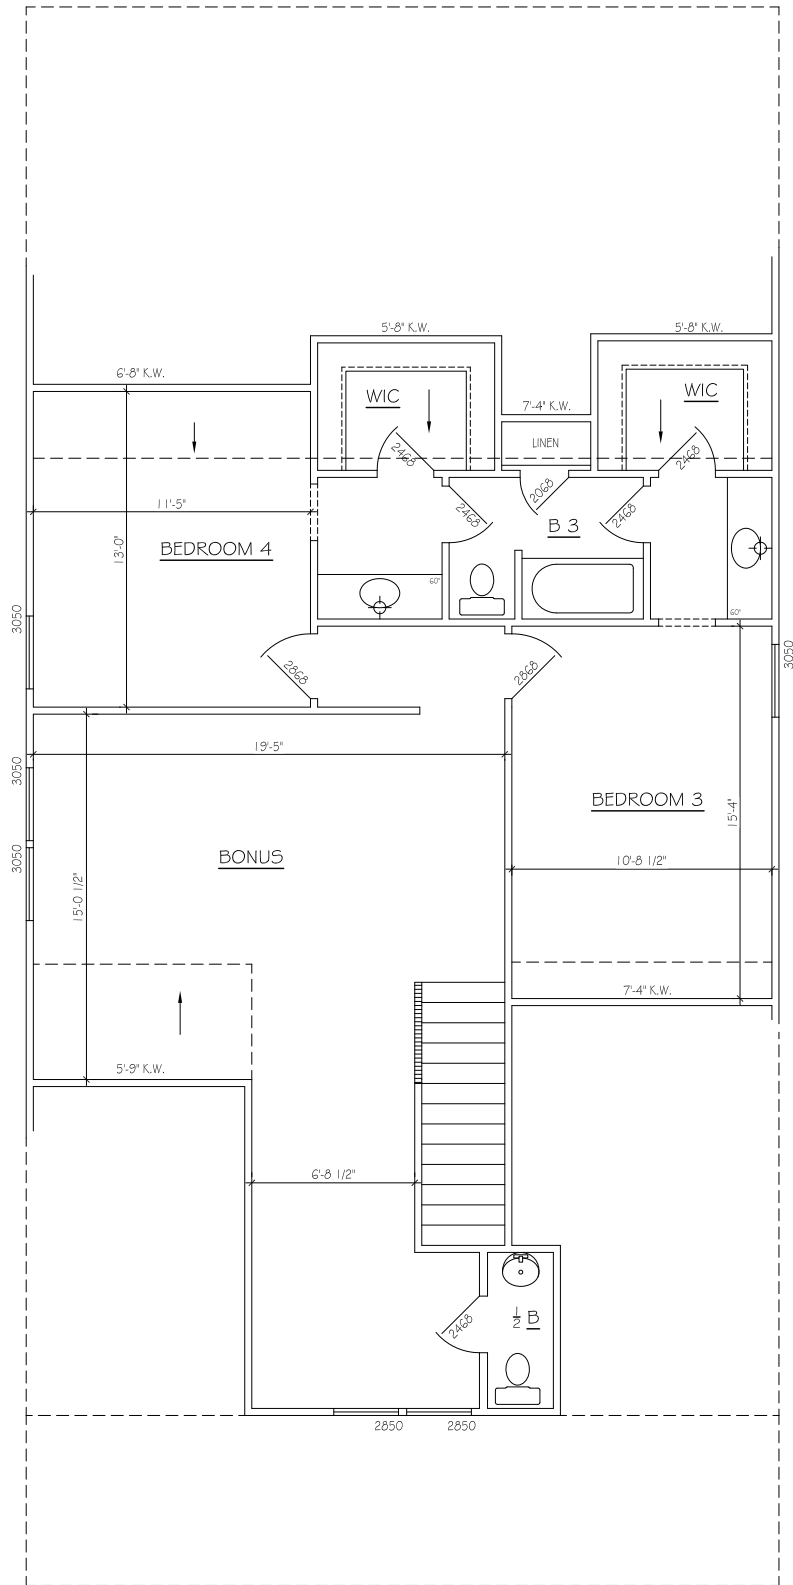 5'-8" K.W.
5'-8" K.W.
6'-8" K.W.
WIC
WIC
7'-4" K.W.
LINEN
2468
2468
2068
11'-5"
2468
2468
B 3
BEDROOM 4
13'-0"
60"
60"
3050
3050
2868
2868
19'-5"
3050
BEDROOM 3
15'-4"
3050
BONUS
10'-8 1/2"
15'-0 1/2"
7'-4" K.W.
5'-9" K.W.
6'-8 1/2"
2468
1/2 B
2850
2850